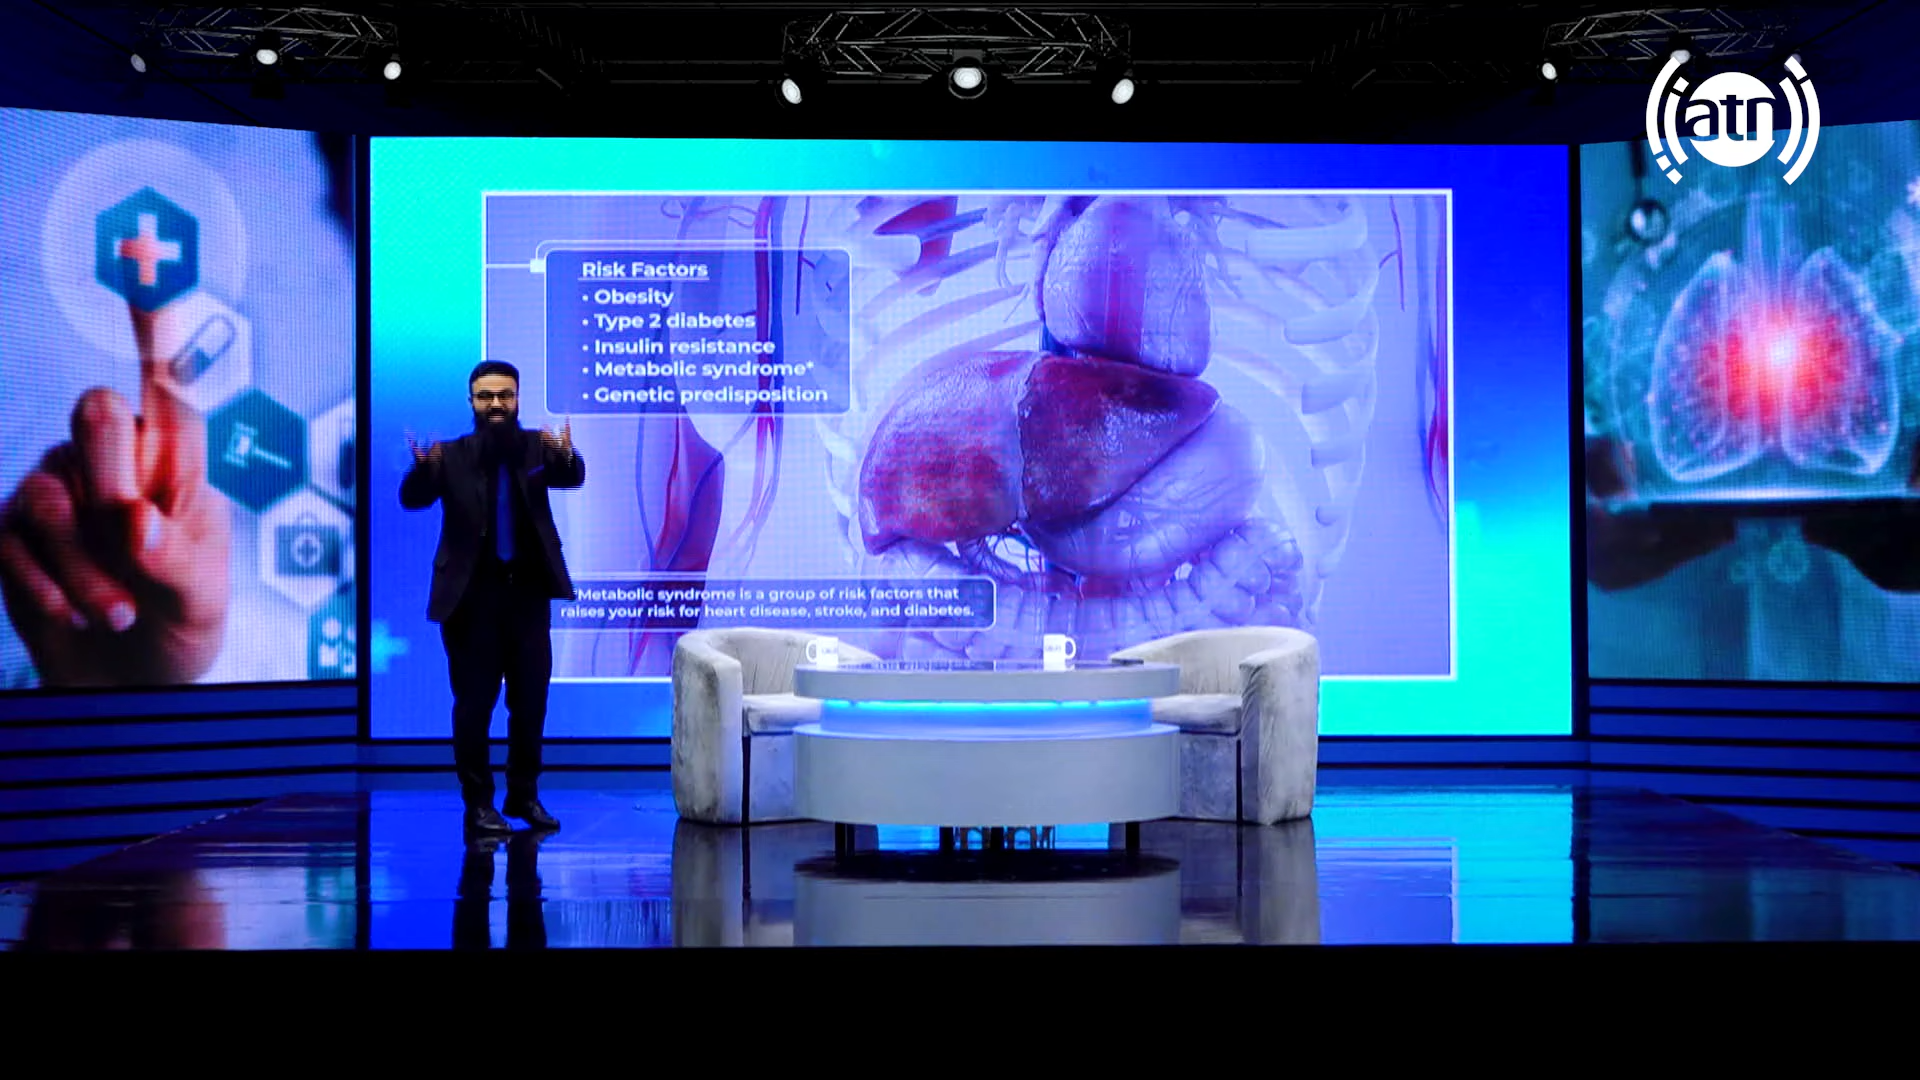 atn
Risk Factors
• Obesity
• Type 2 diabetes
• Insulin resistance
• Metabolic syndrome*
• Genetic predisposition
*Metabolic syndrome is a group of risk factors that
raises your risk for heart disease, stroke, and diabetes.